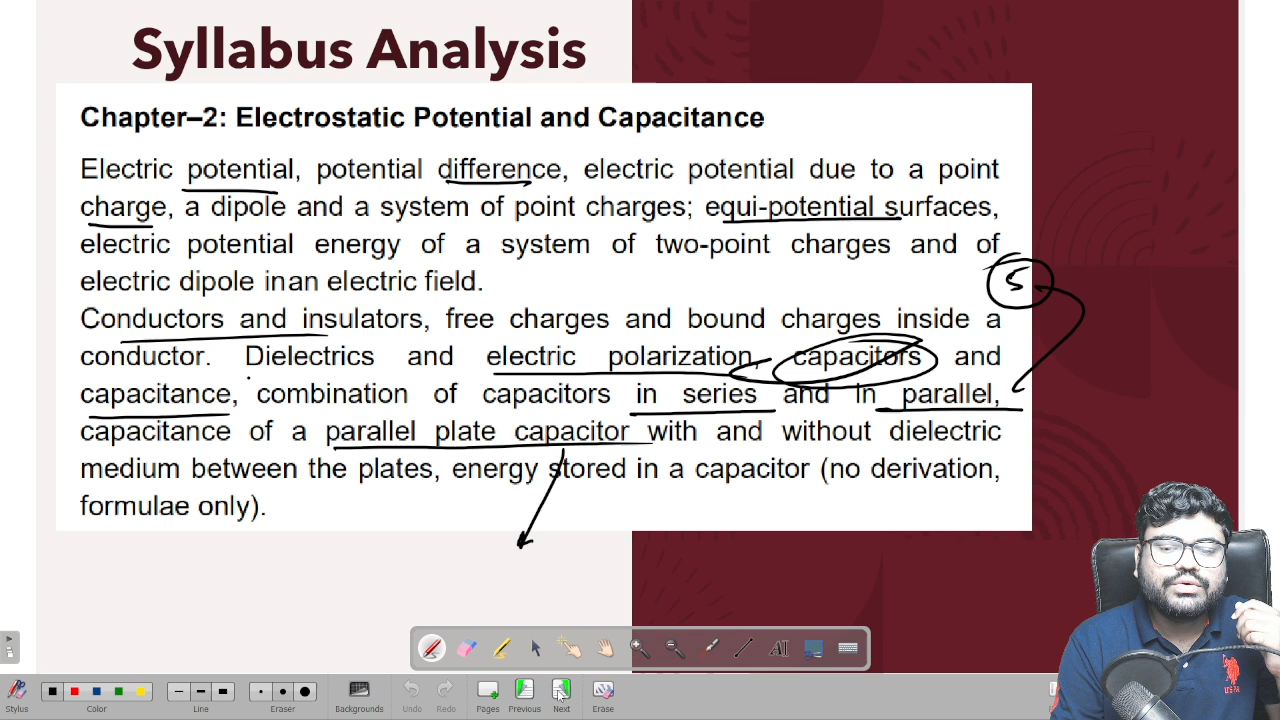 Syllabus Analysis
Chapter–2: Electrostatic Potential and Capacitance
Electric potential, potential difference, electric potential due to a point
charge, a dipole and a system of point charges; equi-potential surfaces,
electric potential energy of a system of two-point charges and of
electric dipole inan electric field.
5
Conductors and insulators, free charges and bound charges inside a
conductor. Dielectrics and electric polarization, capacitors and
capacitance, combination of capacitors in series and in parallel,
capacitance of a parallel plate capacitor with and without dielectric
medium between the plates, energy stored in a capacitor (no derivation,
formulae only).
AI
Stylus
Color
Line
Eraser
Backgrounds
Undo
Redo
Pages
Previous
Next
Erase